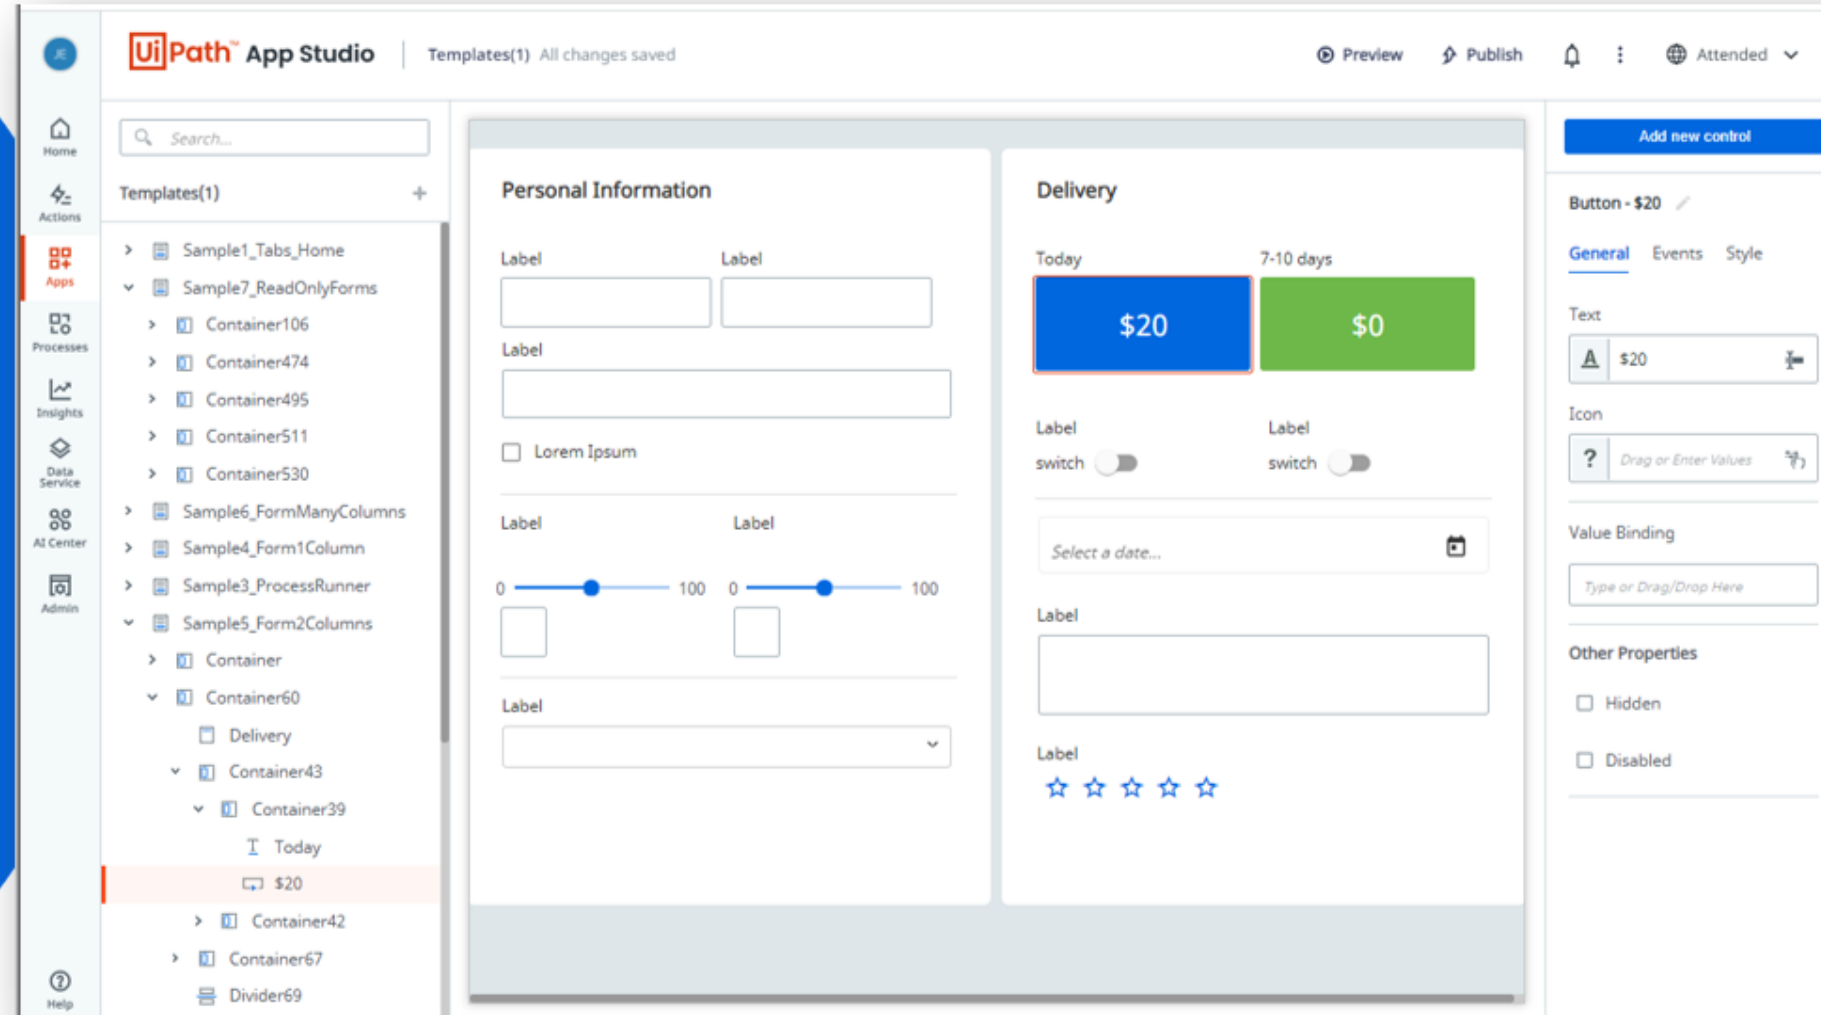 JE
UiPath™ App Studio
Templates(1) All changes saved
Preview
Publish
Attended
Home
Actions
Apps
Processes
Insights
Data
Service
AI Center
Admin
Help
Search...
Templates(1)
Sample1_Tabs_Home
Sample7_ReadOnlyForms
Container106
Container474
Container495
Container511
Container530
Sample6_FormManyColumns
Sample4_Form1Column
Sample3_ProcessRunner
Sample5_Form2Columns
Container
Container60
Delivery
Container43
Container39
Today
$20
Container42
Container67
Divider69
Personal Information
Label Label
Label
Lorem Ipsum
Label Label
0 100 0 100
Label
Delivery
Today 7-10 days
$20 $0
Label Label
switch switch
Select a date...
Label
Label
Add new control
Button - $20
General Events Style
Text
A $20
Icon
? Drag or Enter Values
Value Binding
Type or Drag/Drop Here
Other Properties
Hidden
Disabled